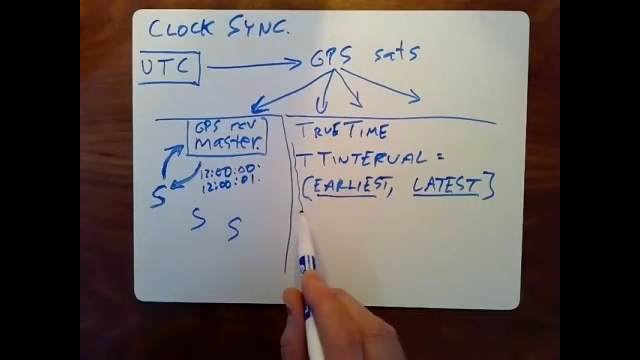 CLOCK SYNC.
UTC
GPS sats
GPS rcv
Master.
12:00:00:
12:00:01.
S
S
S
TRUETIME
TTINTERVAL =
[EARLIEST, LATEST]